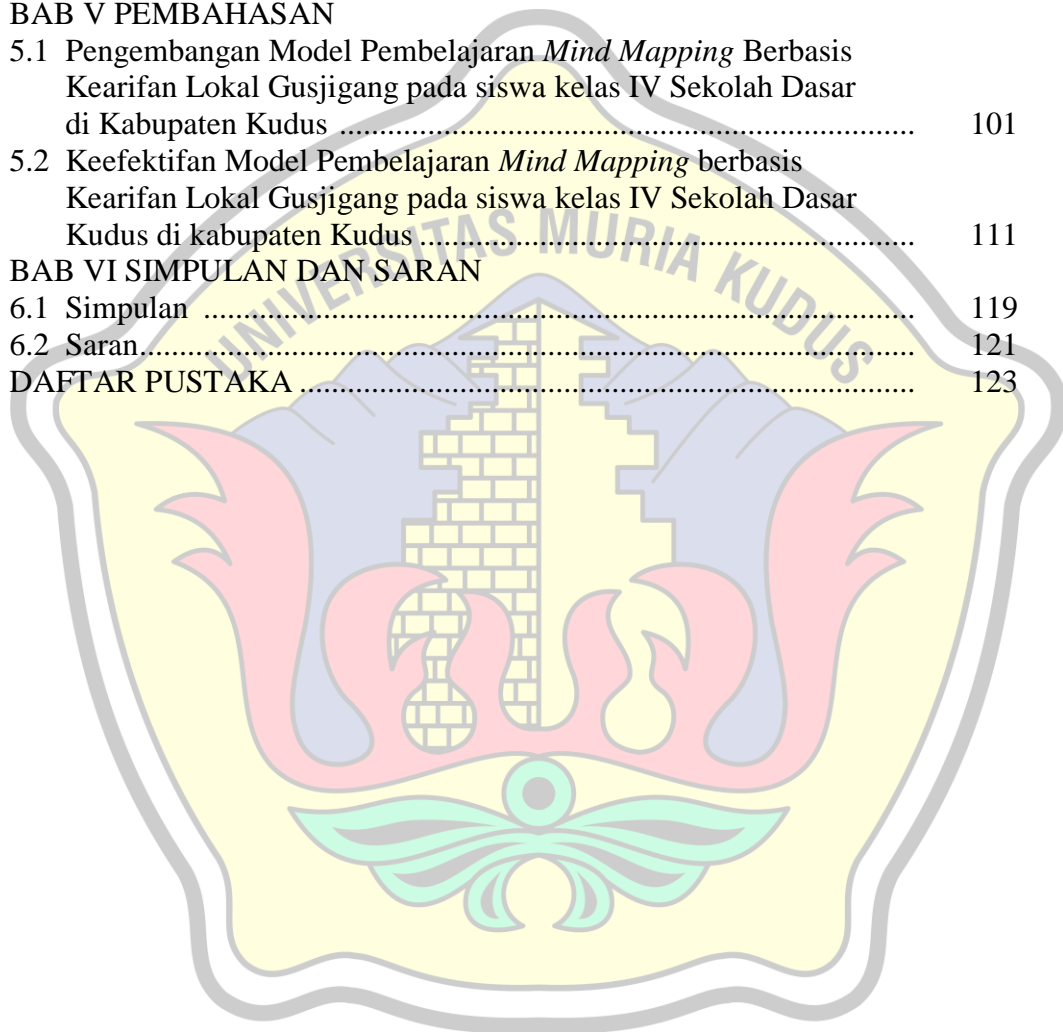 BAB V PEMBAHASAN
5.1 Pengembangan Model Pembelajaran Mind Mapping Berbasis
Kearifan Lokal Gusjigang pada siswa kelas IV Sekolah Dasar
di Kabupaten Kudus .......................................................................... 101
5.2 Keefektifan Model Pembelajaran Mind Mapping berbasis
Kearifan Lokal Gusjigang pada siswa kelas IV Sekolah Dasar
Kudus di kabupaten Kudus ................................................................ 111
BAB VI SIMPULAN DAN SARAN
6.1 Simpulan ............................................................................................ 119
6.2 Saran.................................................................................................... 121
DAFTAR PUSTAKA ............................................................................... 123
UNIVERSITAS MURIA KUDUS